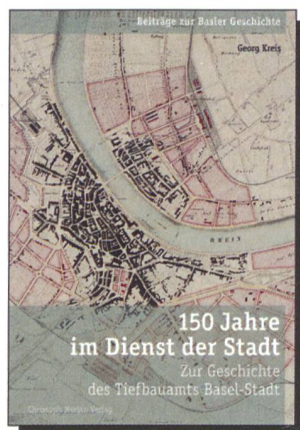 Beiträge zur Basler Geschichte
Georg Kreis
150 Jahre
im Dienst der Stadt
Zur Geschichte
des Tiefbauamts Basel-Stadt
Christoph Merian Verlag